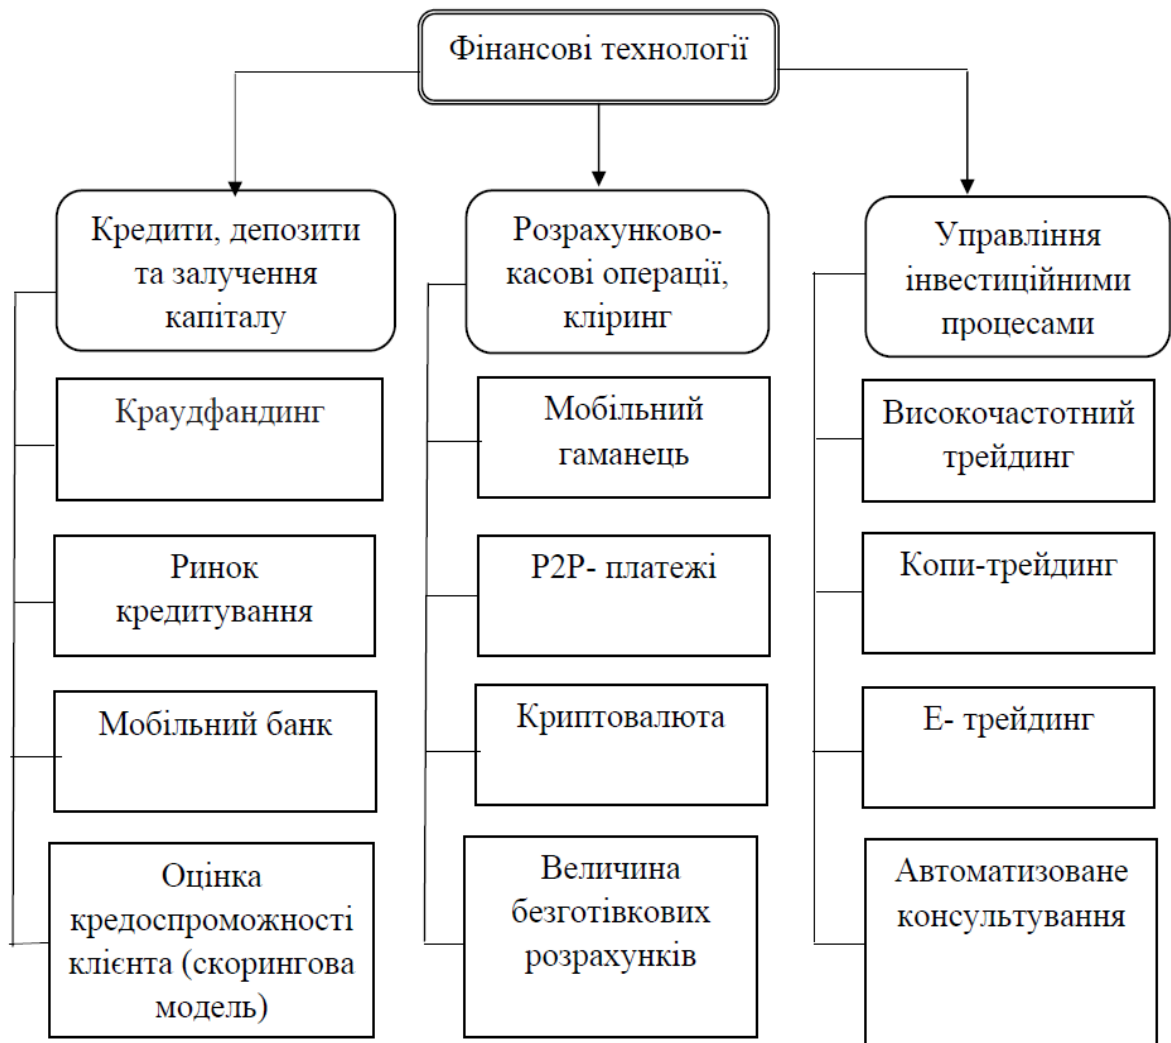 Фінансові технології
Кредити, депозити
та залучення
капіталу
Краудфандинг
Ринок
кредитування
Мобільний банк
Оцінка
кредоспроможності
клієнта (скорингова
модель)
Розрахунково-
касові операції,
кліринг
Мобільний
гаманець
P2P- платежі
Криптовалюта
Величина
безготівкових
розрахунків
Управління
інвестиційними
процесами
Високочастотний
трейдинг
Копи-трейдинг
Е- трейдинг
Автоматизоване
консультування